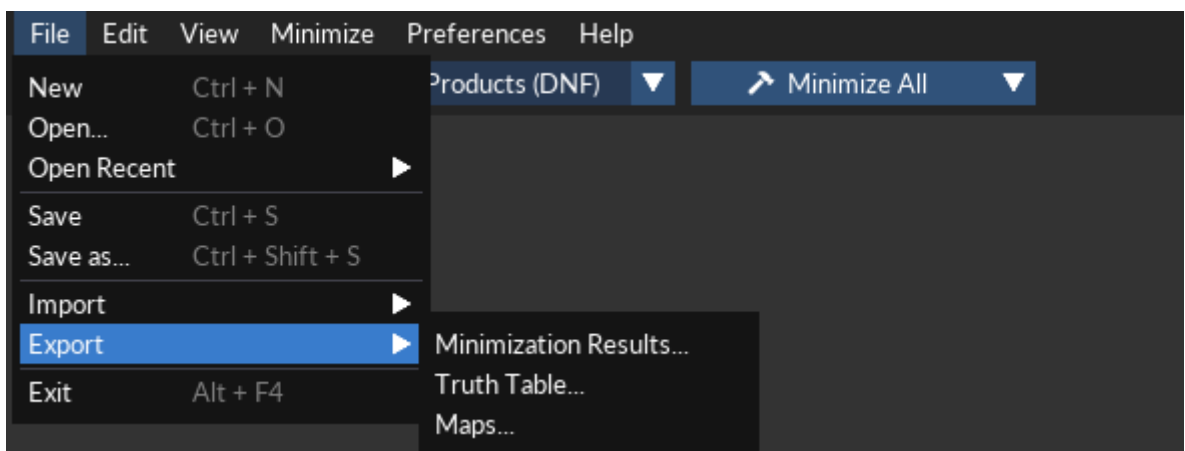 File Edit View Minimize Preferences Help
Products (DNF) Minimize All
New Ctrl + N
Open... Ctrl + O
Open Recent
Save Ctrl + S
Save as... Ctrl + Shift + S
Import
Export
Exit Alt + F4
Minimization Results...
Truth Table...
Maps...